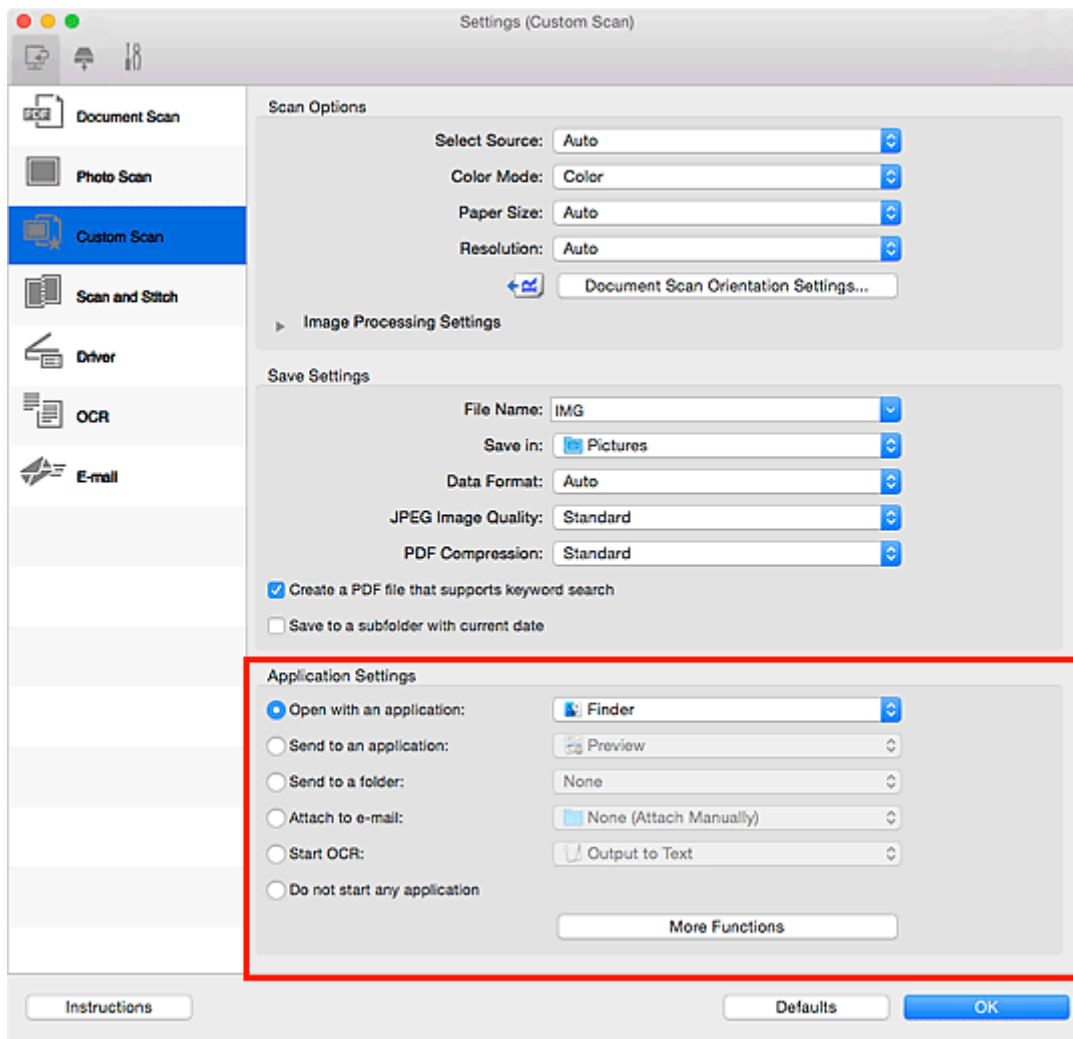 Settings (Custom Scan)
Document Scan
Photo Scan
Custom Scan
Scan and Stitch
Driver
OCR
E-mail
Scan Options
Select Source: Auto
Color Mode: Color
Paper Size: Auto
Resolution: Auto
Document Scan Orientation Settings...
Image Processing Settings
Save Settings
File Name: IMG
Save in: Pictures
Data Format: Auto
JPEG Image Quality: Standard
PDF Compression: Standard
Create a PDF file that supports keyword search
Save to a subfolder with current date
Application Settings
Open with an application: Finder
Send to an application: Preview
Send to a folder: None
Attach to e-mail: None (Attach Manually)
Start OCR: Output to Text
Do not start any application
More Functions
Instructions Defaults OK